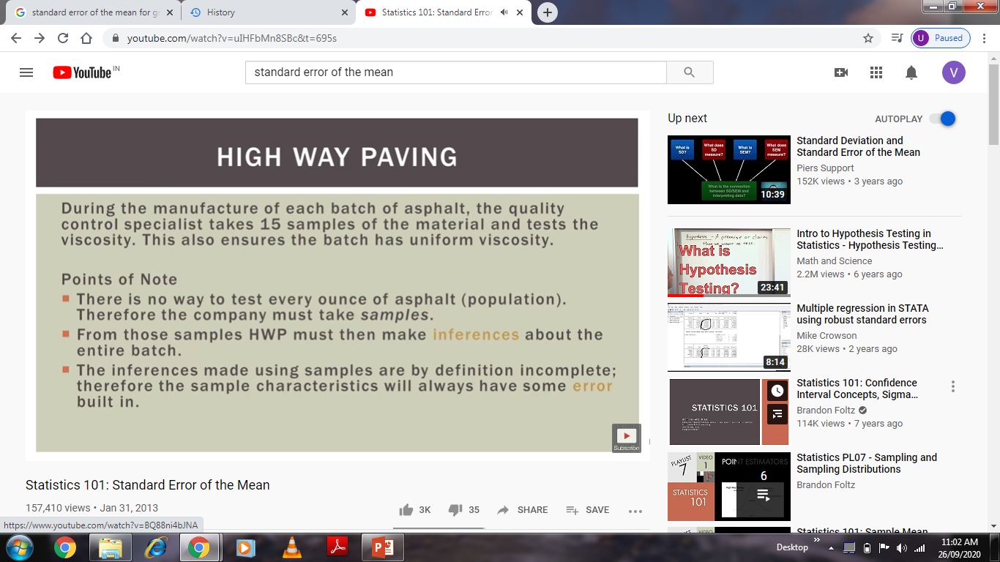 standard error of the mean for gr
History
Statistics 101: Standard Error
youtube.com/watch?v=uIHFbMn8SBc&t=695s
U Paused
YouTube IN
standard error of the mean
V
HIGH WAY PAVING
During the manufacture of each batch of asphalt, the quality
control specialist takes 15 samples of the material and tests the
viscosity. This also ensures the batch has uniform viscosity.
Points of Note
There is no way to test every ounce of asphalt (population).
Therefore the company must take samples.
From those samples HWP must then make inferences about the
entire batch.
The inferences made using samples are by definition incomplete;
therefore the sample characteristics will always have some error
built in.
Subscribe
Statistics 101: Standard Error of the Mean
157,410 views • Jan 31, 2013
3K 35 SHARE SAVE
https://www.youtube.com/watch?v=BQ88ni4bJNA
Up next
AUTOPLAY
What is SD?
What does SD measure?
What is SEM?
What does SEM measure?
What is the connection
between SD/SEM and
interpreting data?
10:39
Standard Deviation and
Standard Error of the Mean
Piers Support
152K views • 3 years ago
Hypothesis - A premise or claim
that we want to test.
What is
Hypothesis
Testing?
23:41
Intro to Hypothesis Testing in
Statistics - Hypothesis Testing...
Math and Science
2.2M views • 6 years ago
8:14
Multiple regression in STATA
using robust standard errors
Mike Crowson
28K views • 2 years ago
STATISTICS 101
Statistics 101: Confidence
Interval Concepts, Sigma...
Brandon Foltz
114K views • 7 years ago
PLAYLIST
7
VIDEO
1
STATISTICS
101
POINT ESTIMATORS
6
Statistics PL07 - Sampling and
Sampling Distributions
Brandon Foltz
Statistics 101: Sample Mean
Desktop
11:02 AM
26/09/2020